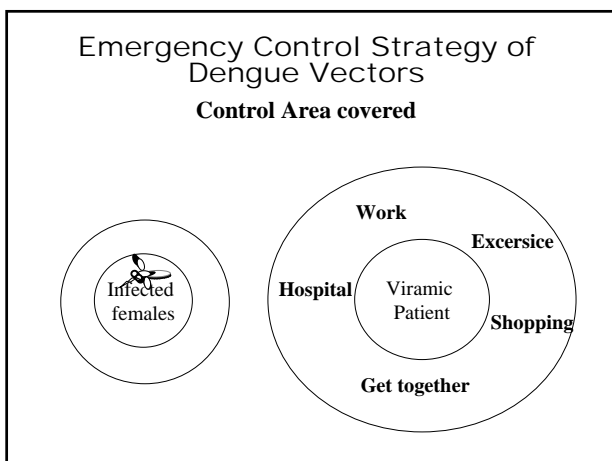 Emergency Control Strategy of
Dengue Vectors
Control Area covered
Infected
females
Work
Excersice
Hospital
Viramic
Patient
Shopping
Get together